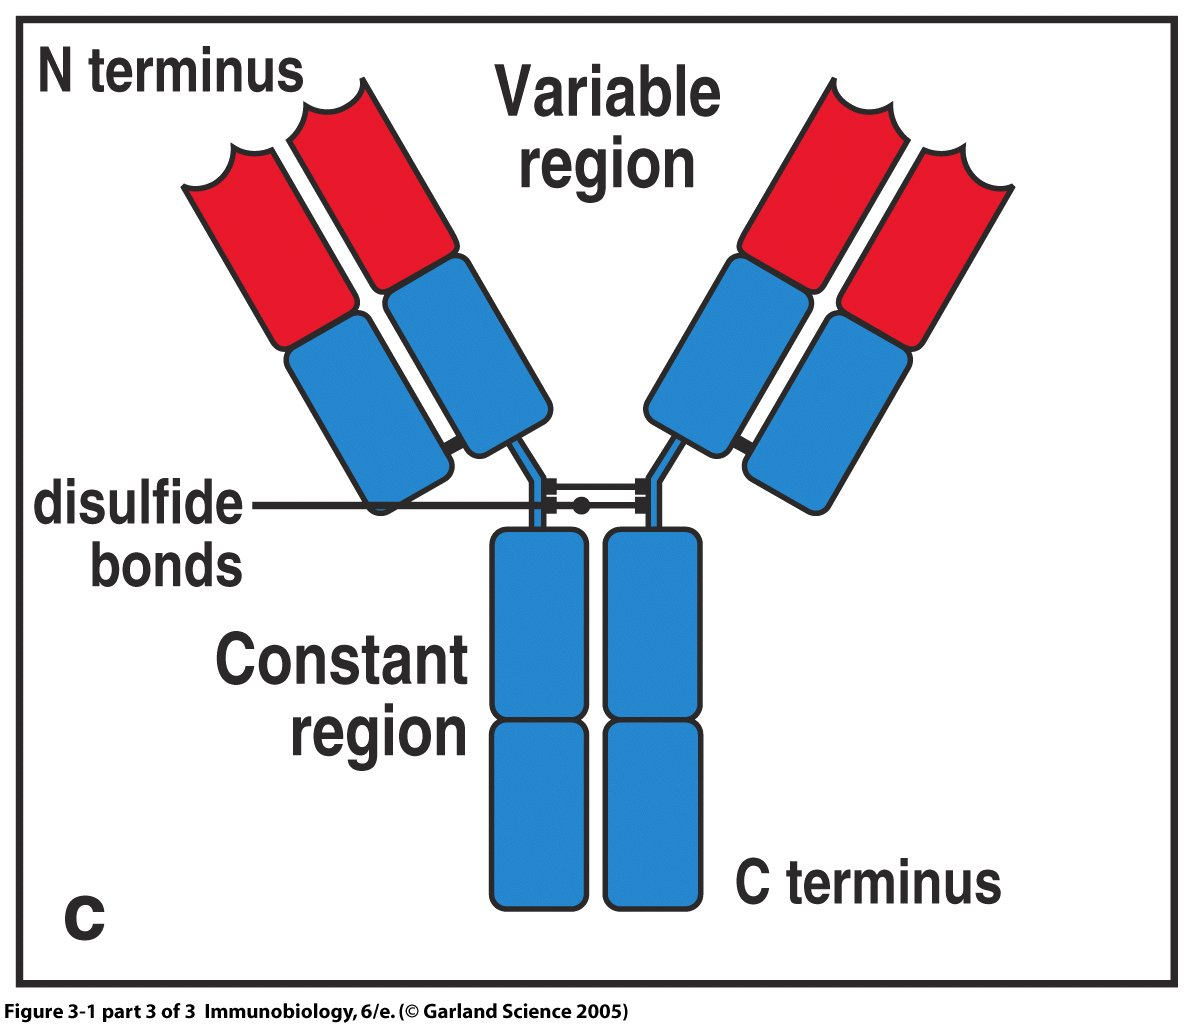 N terminus
Variable
region
disulfide
bonds
Constant
region
C terminus
c
Figure 3-1 part 3 of 3 Immunobiology, 6/e. (© Garland Science 2005)